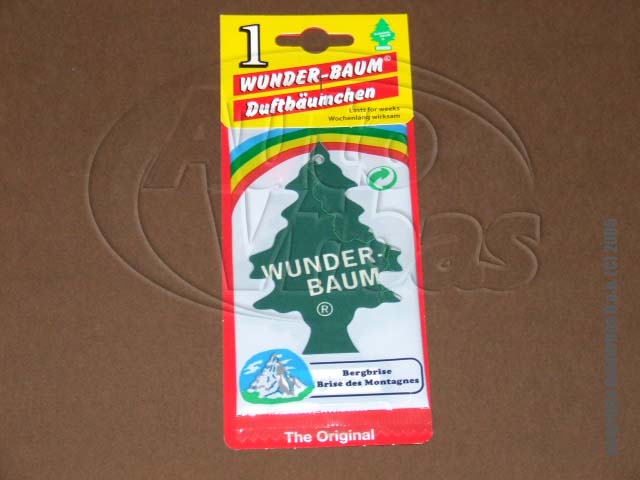 1
WUNDER-BAUM®
Duftbäumchen
Lasts for weeks
Wochenlang wirksam
WUNDER-
BAUM
®
Bergbrise
Brise des Montagnes
The Original